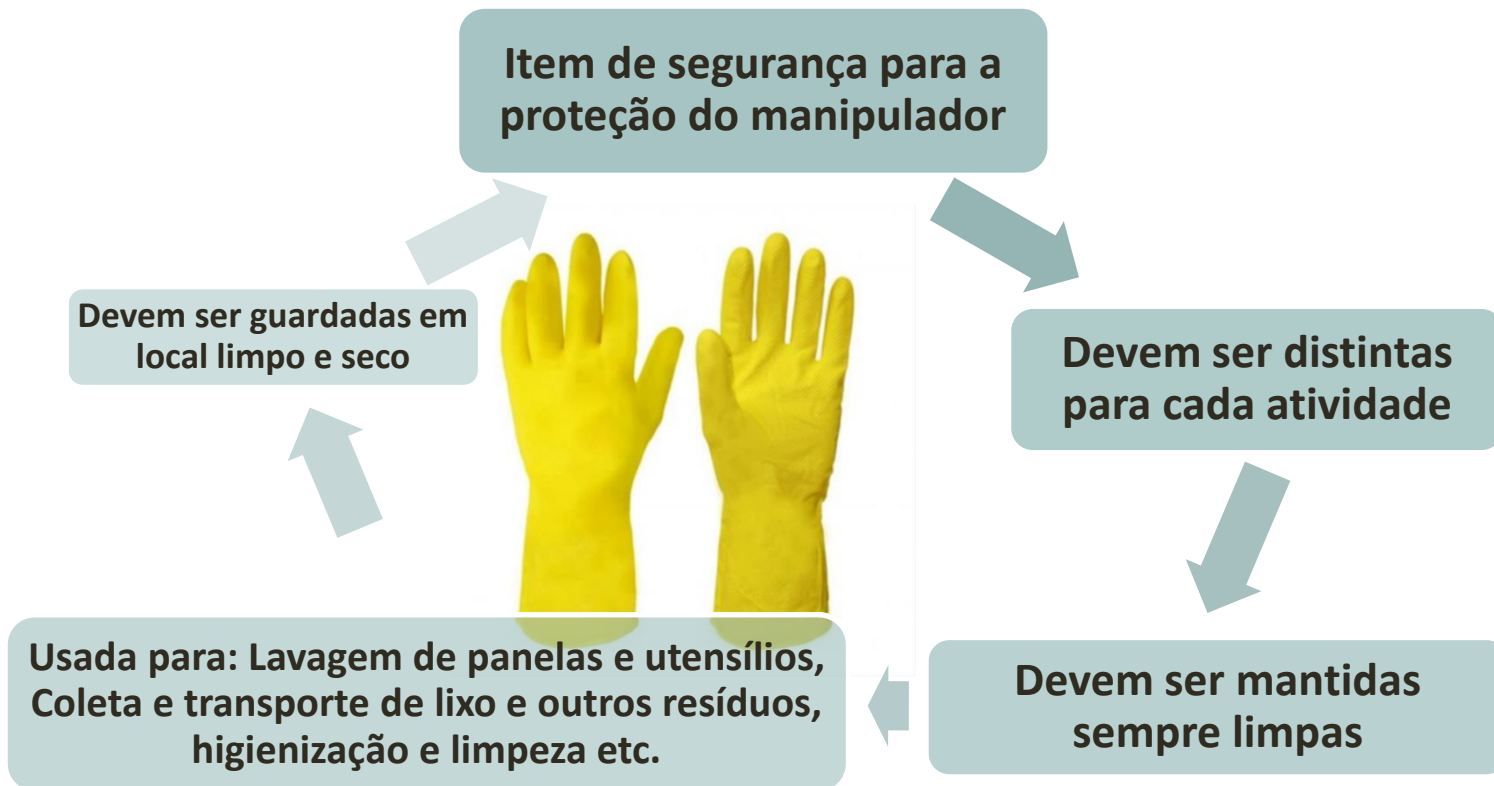 Item de segurança para a
proteção do manipulador
Devem ser distintas
para cada atividade
Devem ser mantidas
sempre limpas
Usada para: Lavagem de panelas e utensílios,
Coleta e transporte de lixo e outros resíduos,
higienização e limpeza etc.
Devem ser guardadas em
local limpo e seco